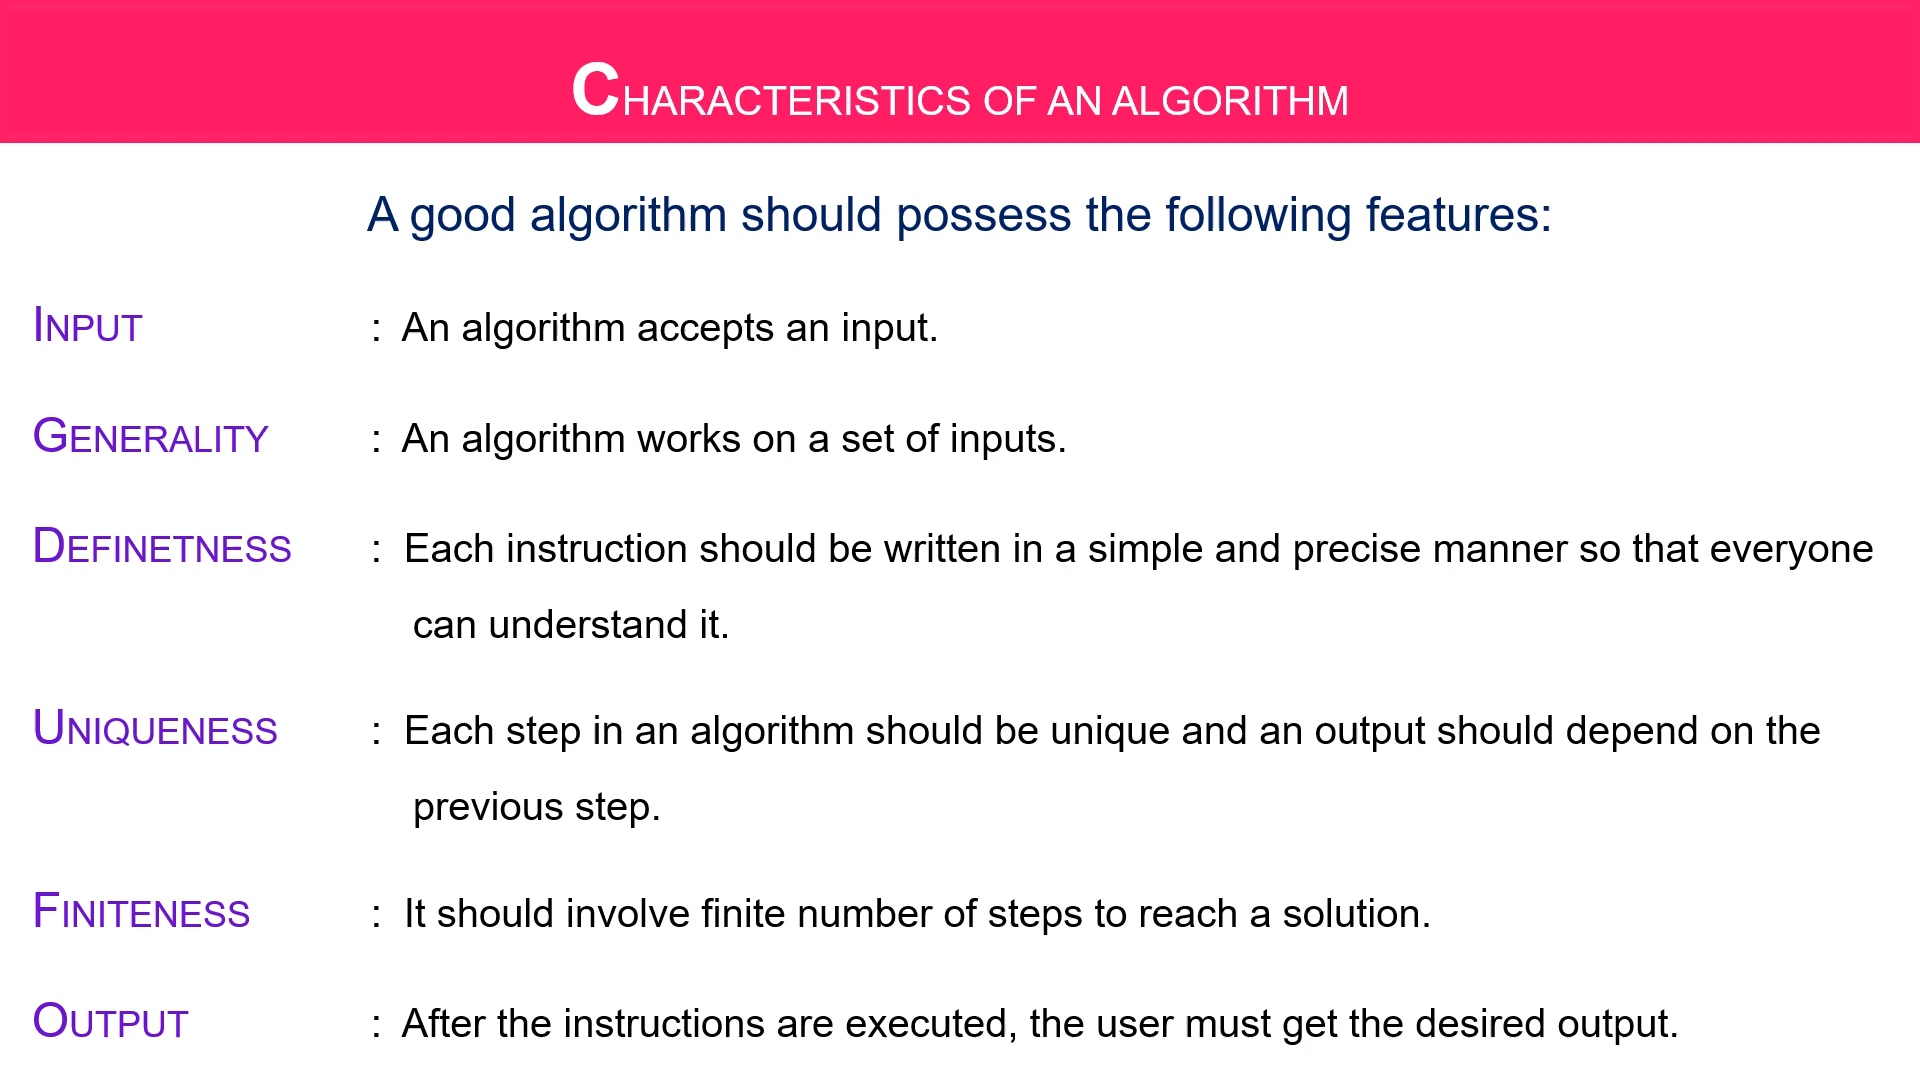 CHARACTERISTICS OF AN ALGORITHM
A good algorithm should possess the following features:
INPUT : An algorithm accepts an input.
GENERALITY : An algorithm works on a set of inputs.
DEFINETNESS : Each instruction should be written in a simple and precise manner so that everyone
can understand it.
UNIQUENESS : Each step in an algorithm should be unique and an output should depend on the
previous step.
FINITENESS : It should involve finite number of steps to reach a solution.
OUTPUT : After the instructions are executed, the user must get the desired output.